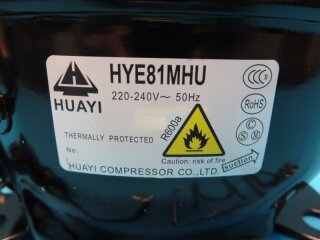 HYE81MHU
220-240V~ 50Hz
HUAYI
CCC S
RoHS
THERMALLY PROTECTED
R600a
No:
Caution: risk of fire
suction
HUAYI COMPRESSOR CO.,LTD.